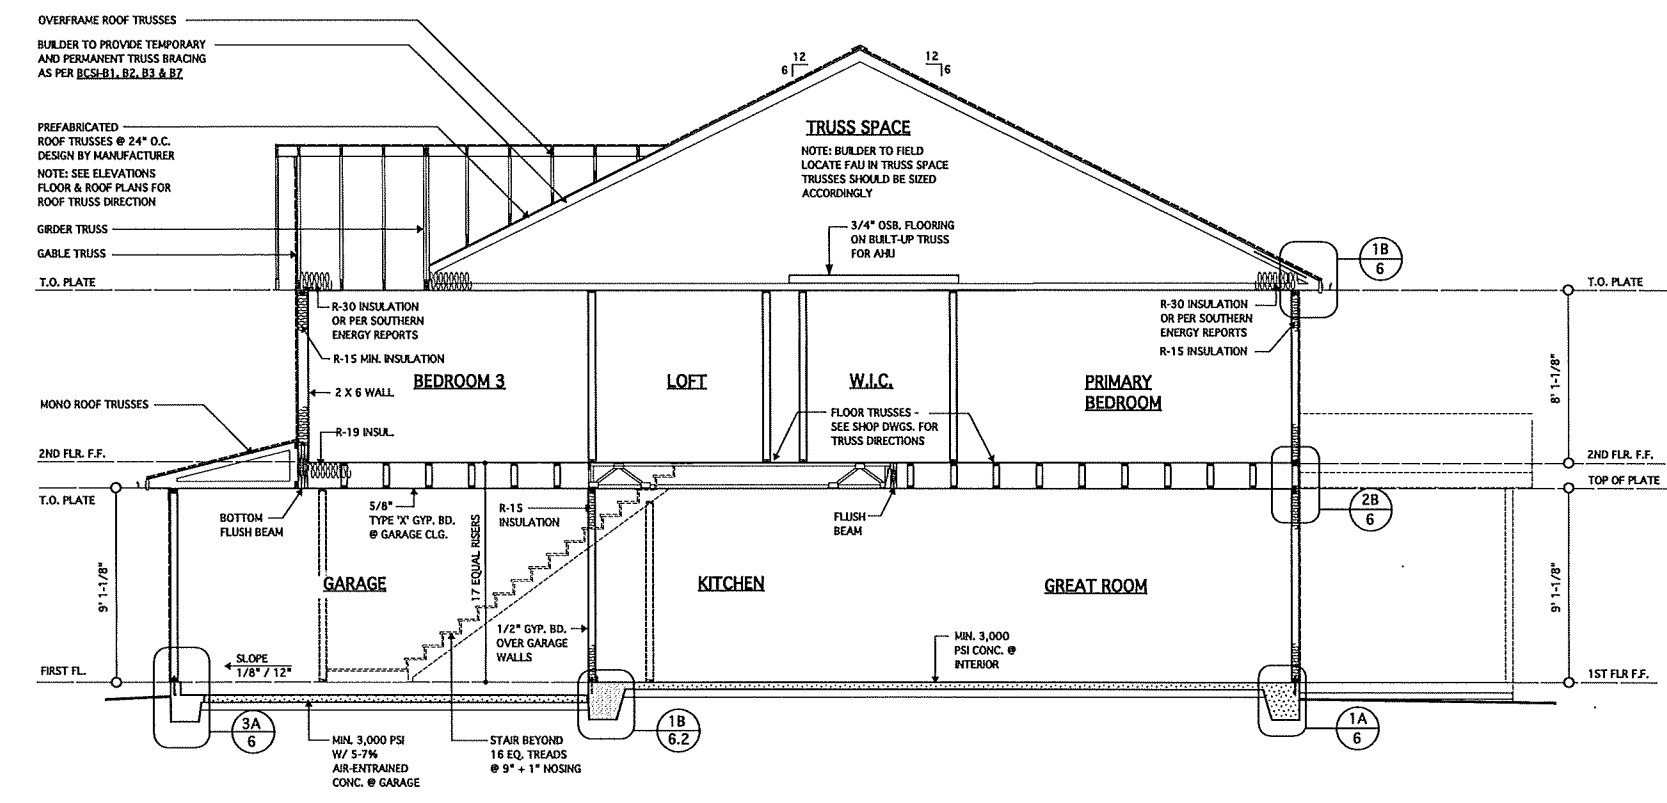 OVERFRAME ROOF TRUSSES
BUILDER TO PROVIDE TEMPORARY
AND PERMANENT TRUSS BRACING
AS PER BCSI-B1, B2, B3 & B7
PREFABRICATED
ROOF TRUSSES @ 24" O.C.
DESIGN BY MANUFACTURER
NOTE: SEE ELEVATIONS
FLOOR & ROOF PLANS FOR
ROOF TRUSS DIRECTION
GIRDER TRUSS
GABLE TRUSS
T.O. PLATE
12
6
12
6
TRUSS SPACE
NOTE: BUILDER TO FIELD
LOCATE FAU IN TRUSS SPACE
TRUSSES SHOULD BE SIZED
ACCORDINGLY
3/4" OSB. FLOORING
ON BUILT-UP TRUSS
FOR AHU
1B
6
T.O. PLATE
R-30 INSULATION
OR PER SOUTHERN
ENERGY REPORTS
R-15 MIN. INSULATION
BEDROOM 3
2 X 6 WALL
R-19 INSUL.
LOFT
W.I.C.
FLOOR TRUSSES -
SEE SHOP DWGS. FOR
TRUSS DIRECTIONS
R-30 INSULATION
OR PER SOUTHERN
ENERGY REPORTS
R-15 INSULATION
PRIMARY
BEDROOM
8' 1-1/8"
MONO ROOF TRUSSES
2ND FLR. F.F.
T.O. PLATE
2ND FLR. F.F.
TOP OF PLATE
2B
6
BOTTOM
FLUSH BEAM
5/8"
TYPE 'X' GYP. BD.
@ GARAGE CLG.
17 EQUAL RISERS
R-15
INSULATION
FLUSH
BEAM
9' 1-1/8"
GARAGE
KITCHEN
GREAT ROOM
9' 1-1/8"
1/2" GYP. BD.
OVER GARAGE
WALLS
MIN. 3,000
PSI CONC. @
INTERIOR
FIRST FL.
SLOPE
1/8" / 12"
1ST FLR F.F.
3A
6
1B
6.2
1A
6
MIN. 3,000 PSI
W/ 5-7%
AIR-ENTRAINED
CONC. @ GARAGE
STAIR BEYOND
16 EQ. TREADS
@ 9" + 1" NOSING